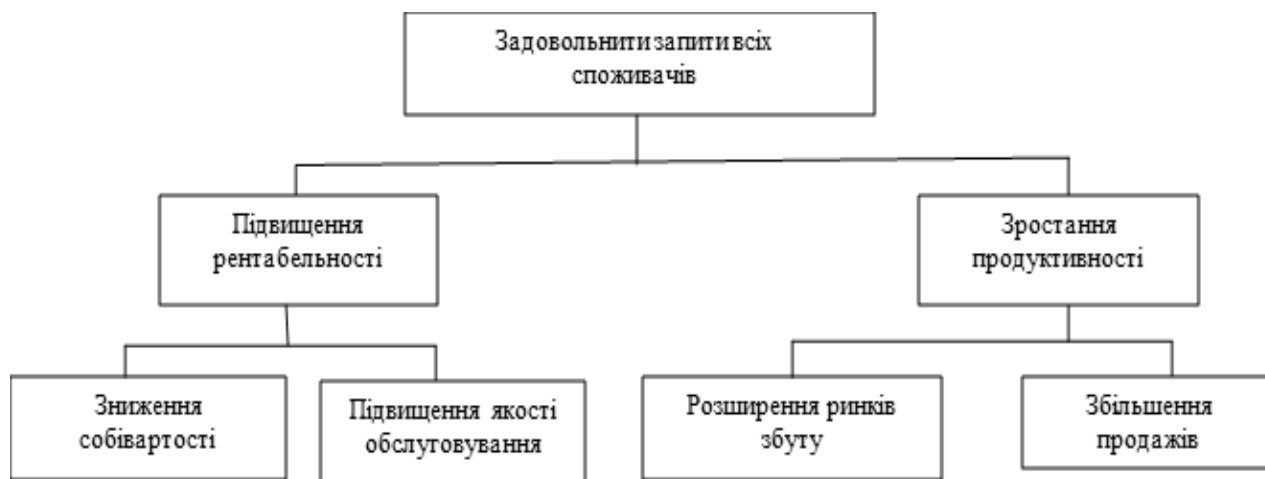 Задовольнити запити всіх
споживачів
Підвищення
рентабельності
Зростання
продуктивності
Зниження
собівартості
Підвищення якості
обслуговування
Розширення ринків
збуту
Збільшення
продажів